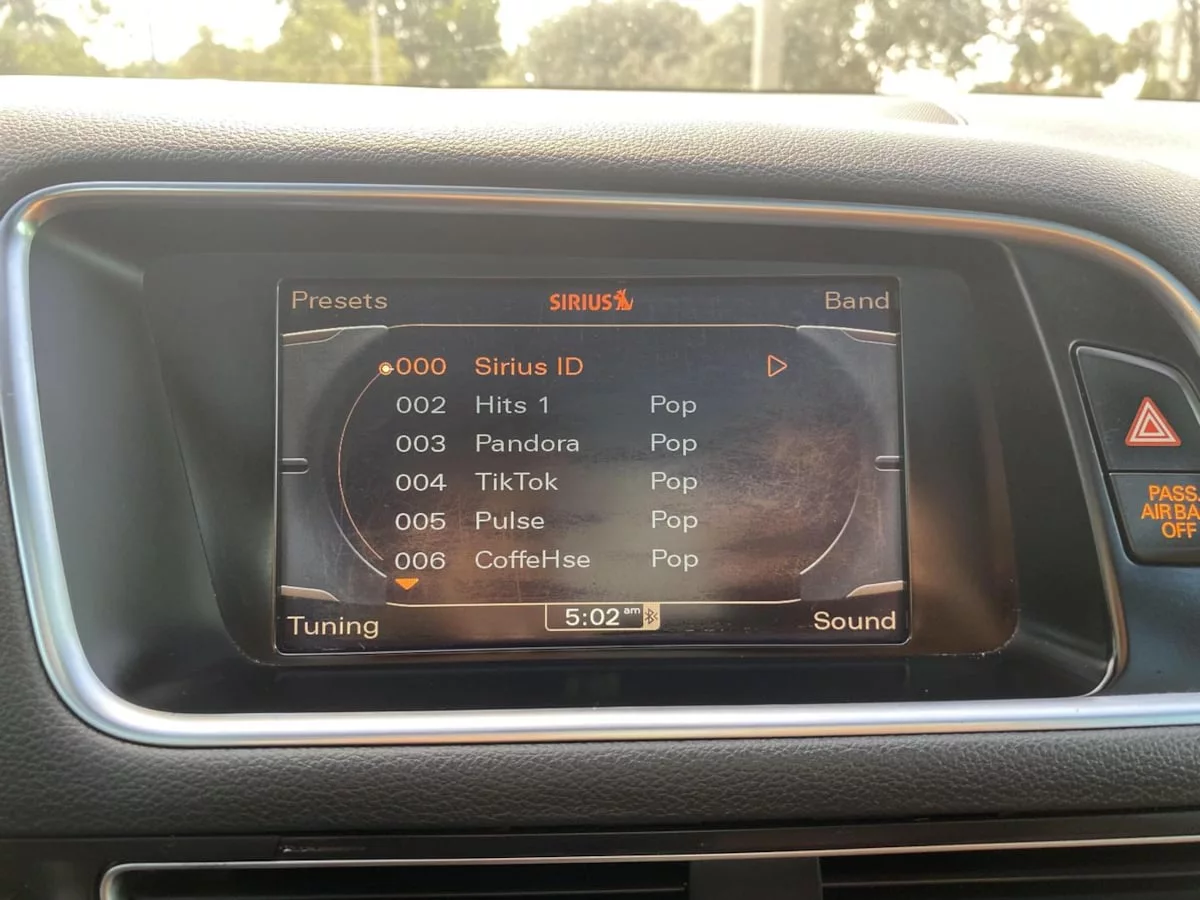 Presets SIRIUS Band
000 Sirius ID
002 Hits 1 Pop
003 Pandora Pop
004 TikTok Pop
005 Pulse Pop
006 CoffeHse Pop
Tuning 5:02 am Sound
PASS.
AIR BA
OFF